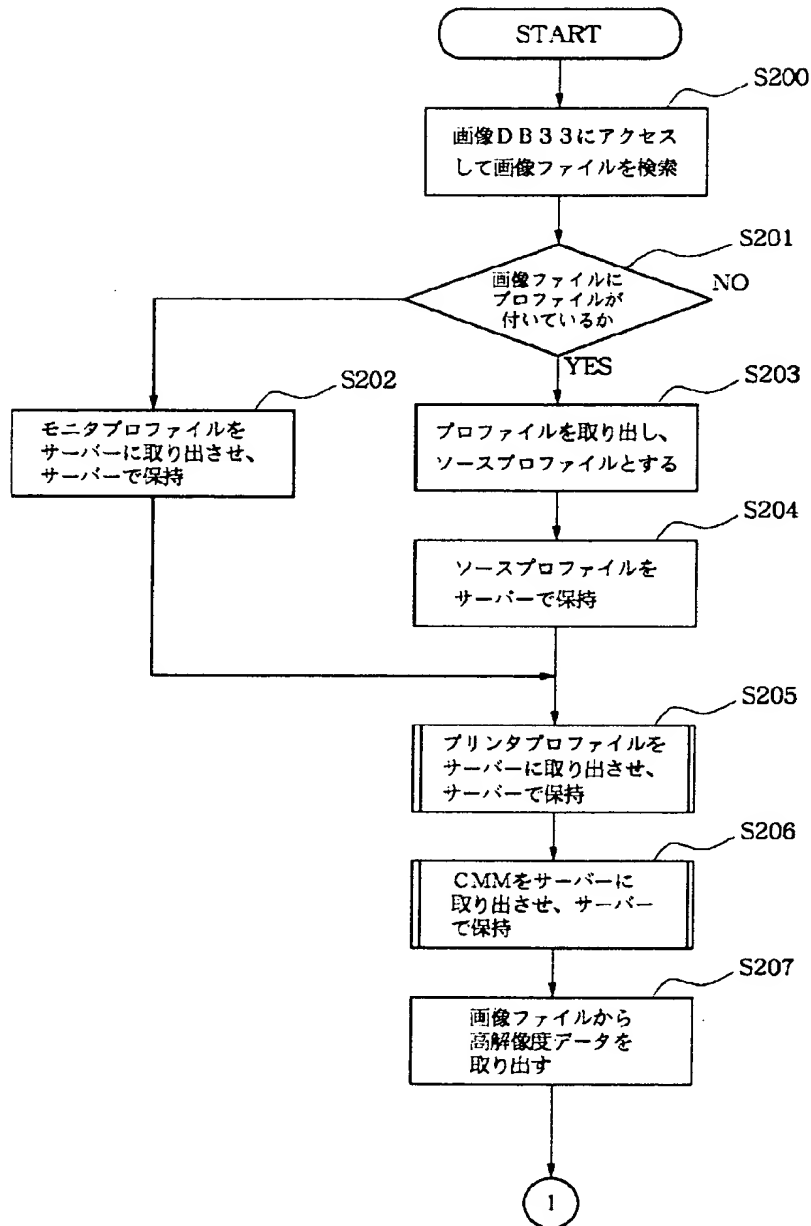 START
S200
画像DB33にアクセス
して画像ファイルを検索
S201
画像ファイルに
プロファイルが
付いているか
NO
YES
S202
モニタプロファイルを
サーバーに取り出させ、
サーバーで保持
S203
プロファイルを取り出し、
ソースプロファイルとする
S204
ソースプロファイルを
サーバーで保持
S205
プリンタプロファイルを
サーバーに取り出させ、
サーバーで保持
S206
CMMをサーバーに
取り出させ、サーバー
で保持
S207
画像ファイルから
高解像度データを
取り出す
1